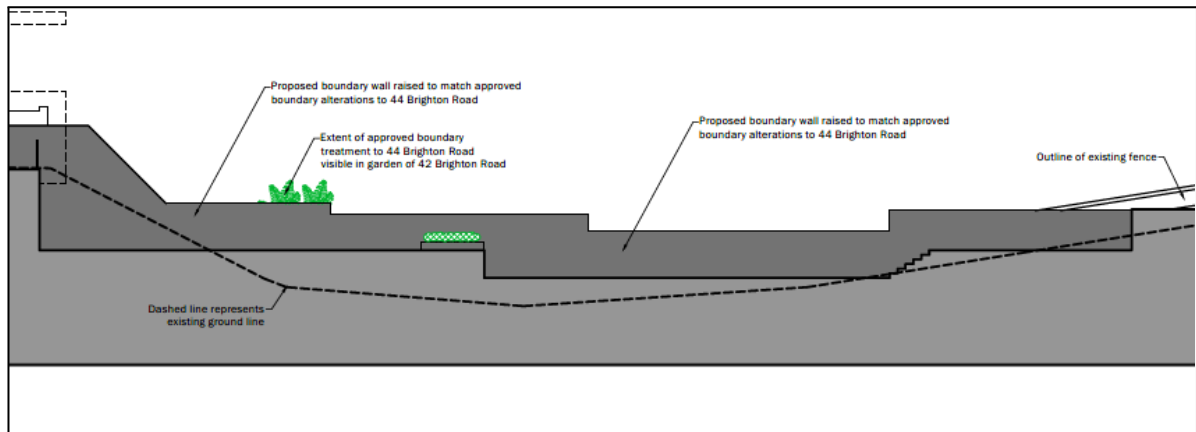 Proposed boundary wall raised to match approved
boundary alterations to 44 Brighton Road
Extent of approved boundary
treatment to 44 Brighton Road
visible in garden of 42 Brighton Road
Proposed boundary wall raised to match approved
boundary alterations to 44 Brighton Road
Outline of existing fence
Dashed line represents
existing ground line